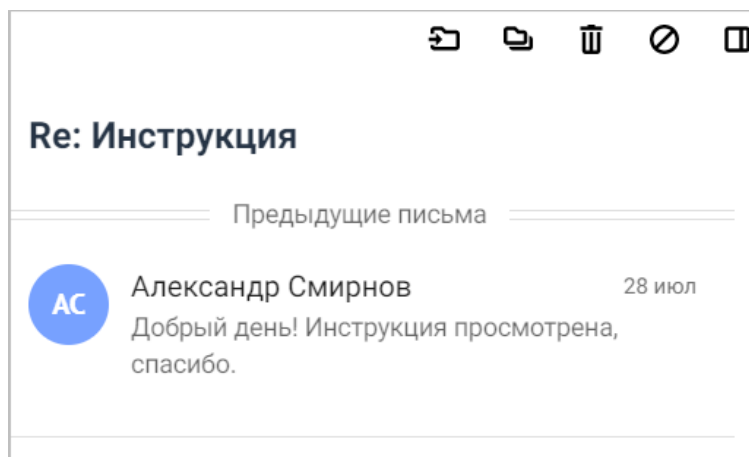 Re: Инструкция
Предыдущие письма
АС
Александр Смирнов
28 июл
Добрый день! Инструкция просмотрена,
спасибо.